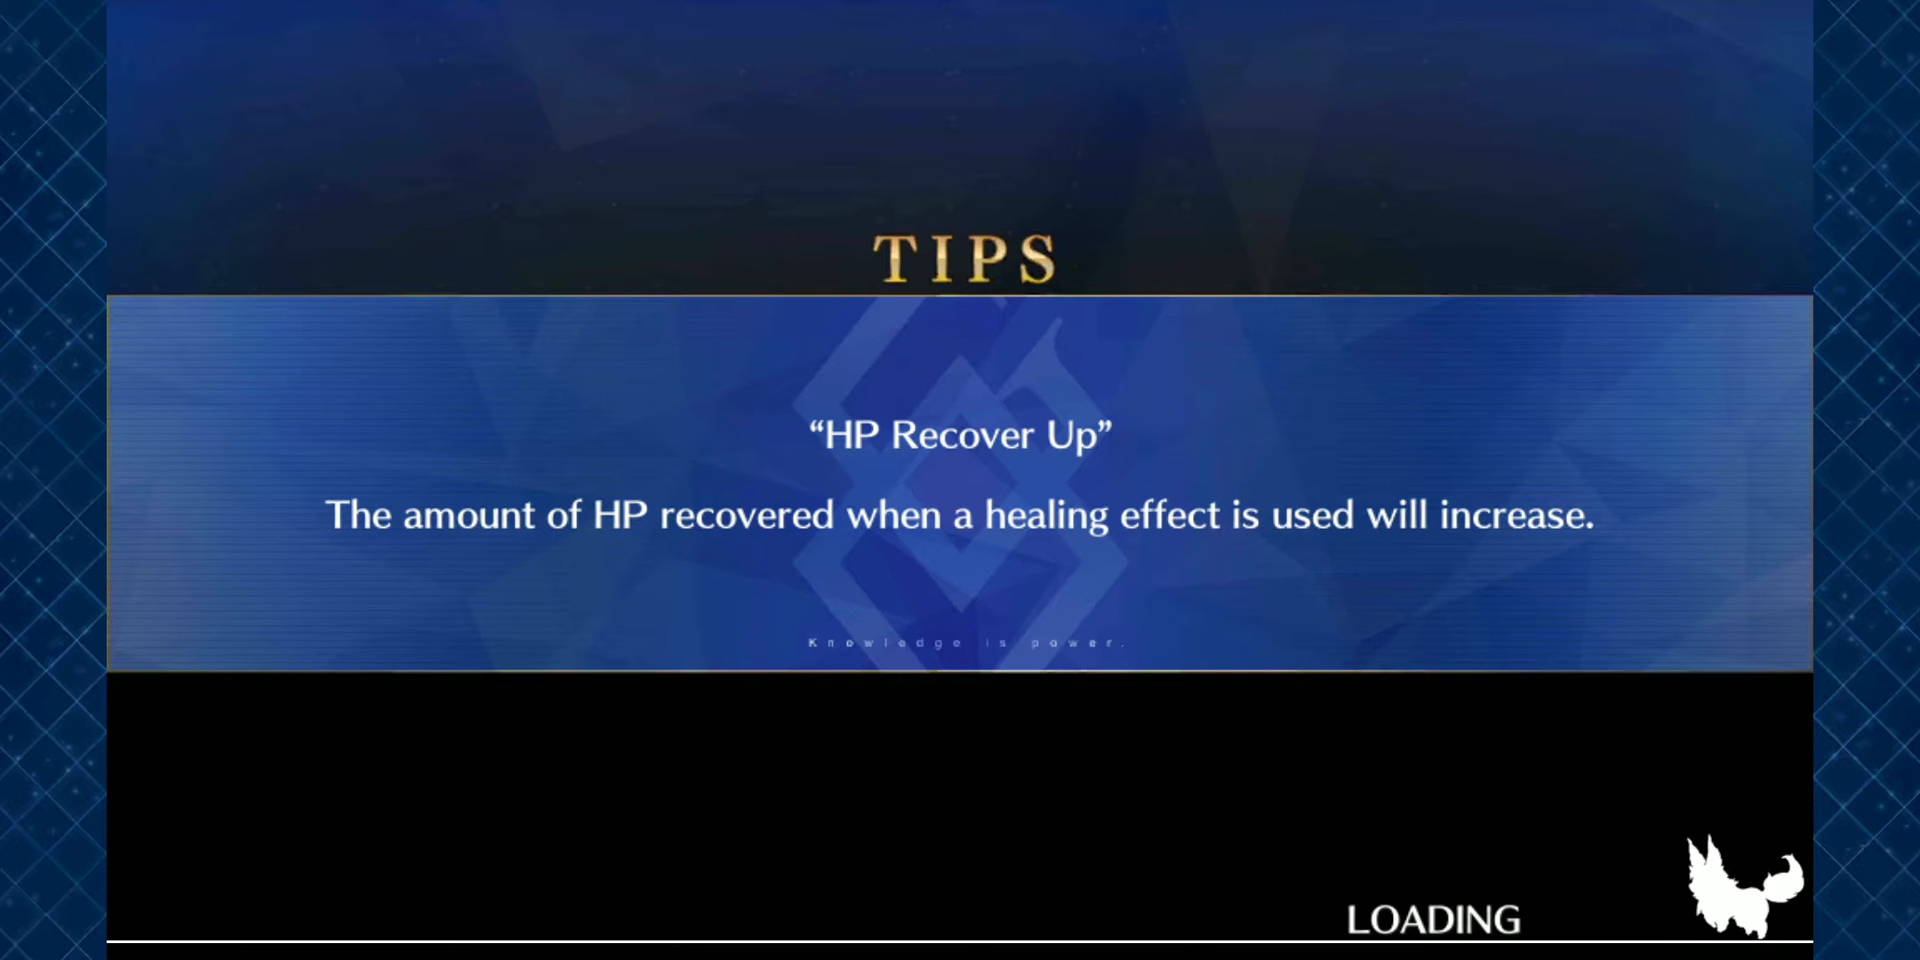 TIPS
“HP Recover Up”
The amount of HP recovered when a healing effect is used will increase.
Knowledge is power.
LOADING